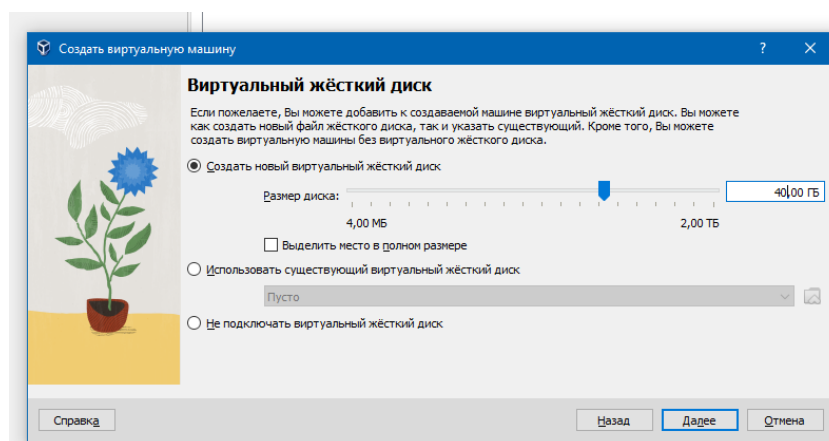 Создать виртуальную машину
?
Виртуальный жёсткий диск
Если пожелаете, Вы можете добавить к создаваемой машине виртуальный жёсткий диск. Вы можете
как создать новый файл жёсткого диска, так и указать существующий. Кроме того, Вы можете
создать виртуальную машины без виртуального жёсткого диска.
Создать новый виртуальный жёсткий диск
Размер диска:
40,00 ГБ
4,00 МБ
2,00 ТБ
Выделить место в полном размере
Использовать существующий виртуальный жёсткий диск
Пусто
Не подключать виртуальный жёсткий диск
Справка
Назад
Далее
Отмена